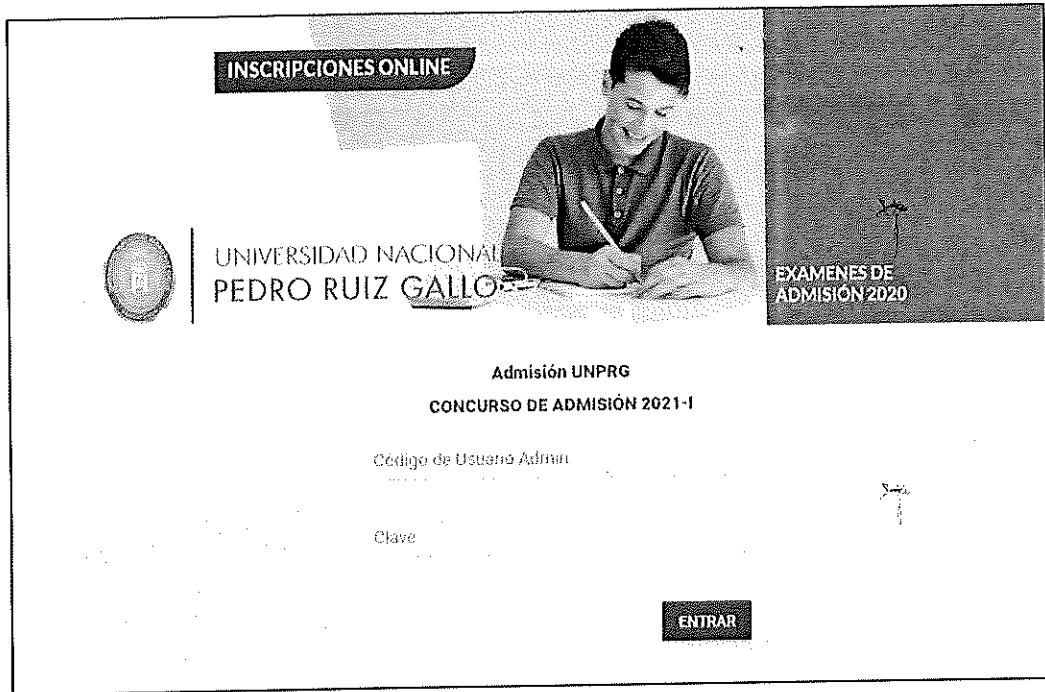 INSCRIPCIONES ONLINE
UNIVERSIDAD NACIONAL
PEDRO RUIZ GALLO
EXAMENES DE
ADMISIÓN 2020
Admisión UNPRG
CONCURSO DE ADMISIÓN 2021-I
Código de Usuario Admin
Clave
ENTRAR